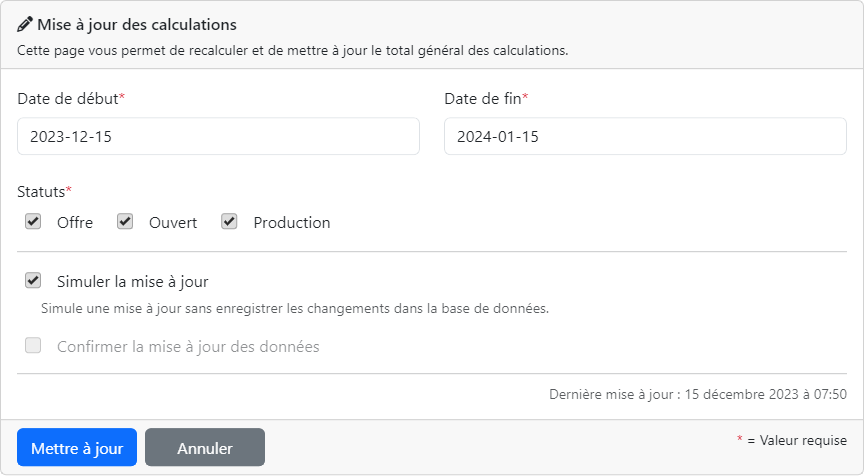 Mise à jour des calculations
Cette page vous permet de recalculer et de mettre à jour le total général des calculations.
Date de début* Date de fin*
2023-12-15 2024-01-15
Statuts*
Offre Ouvert Production
Simuler la mise à jour
Simule une mise à jour sans enregistrer les changements dans la base de données.
Confirmer la mise à jour des données
Dernière mise à jour : 15 décembre 2023 à 07:50
Mettre à jour Annuler * = Valeur requise